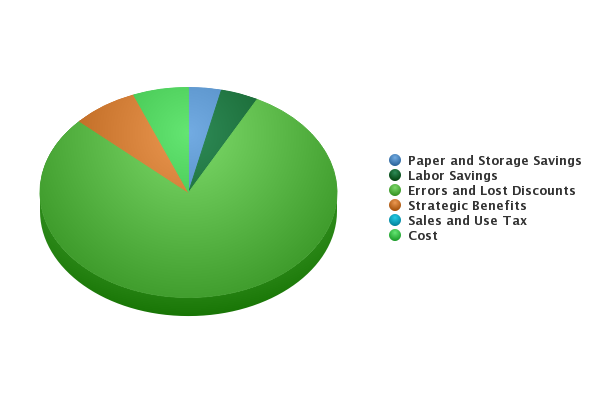 Paper and Storage Savings
Labor Savings
Errors and Lost Discounts
Strategic Benefits
Sales and Use Tax
Cost